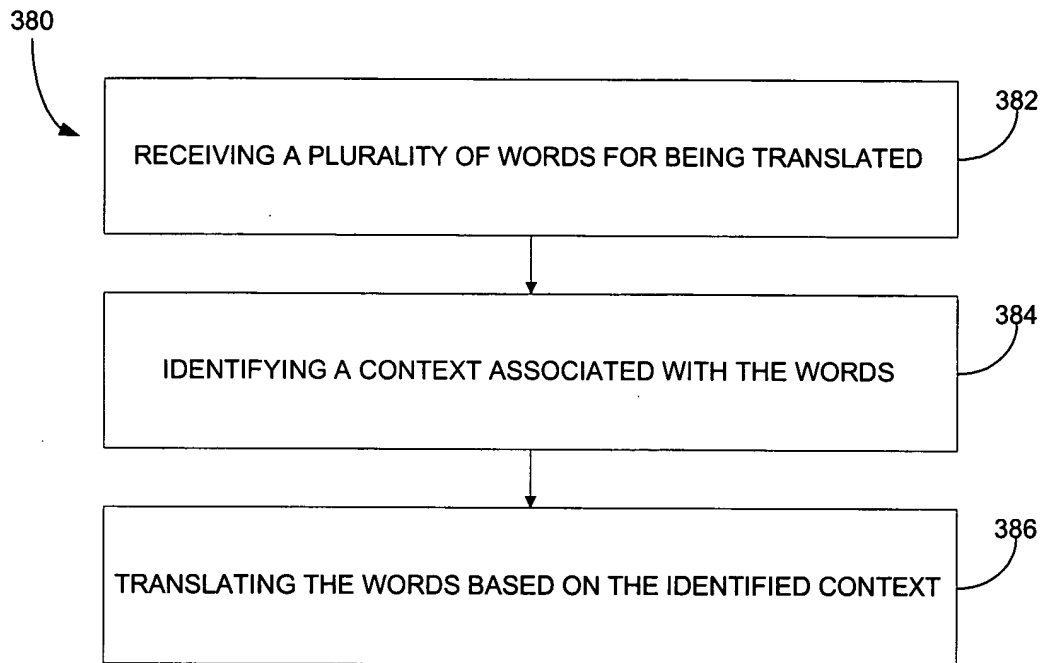 380
382
RECEIVING A PLURALITY OF WORDS FOR BEING TRANSLATED
384
IDENTIFYING A CONTEXT ASSOCIATED WITH THE WORDS
386
TRANSLATING THE WORDS BASED ON THE IDENTIFIED CONTEXT